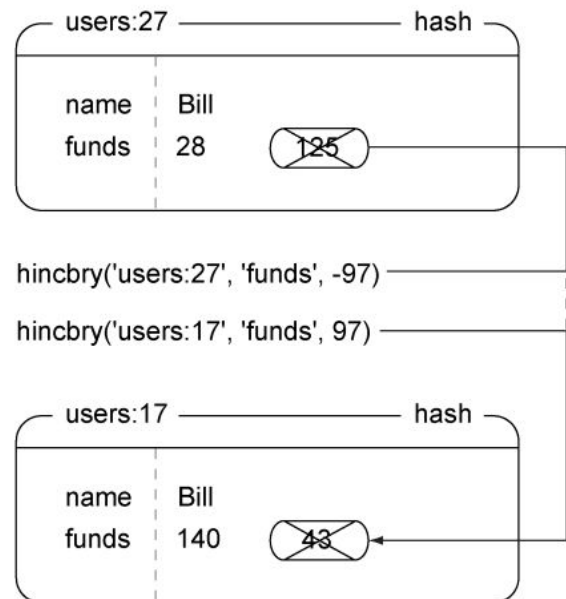 users:27 hash
name Bill
funds 28 125
hincbry('users:27', 'funds', -97)
hincbry('users:17', 'funds', 97)
users:17 hash
name Bill
funds 140 43